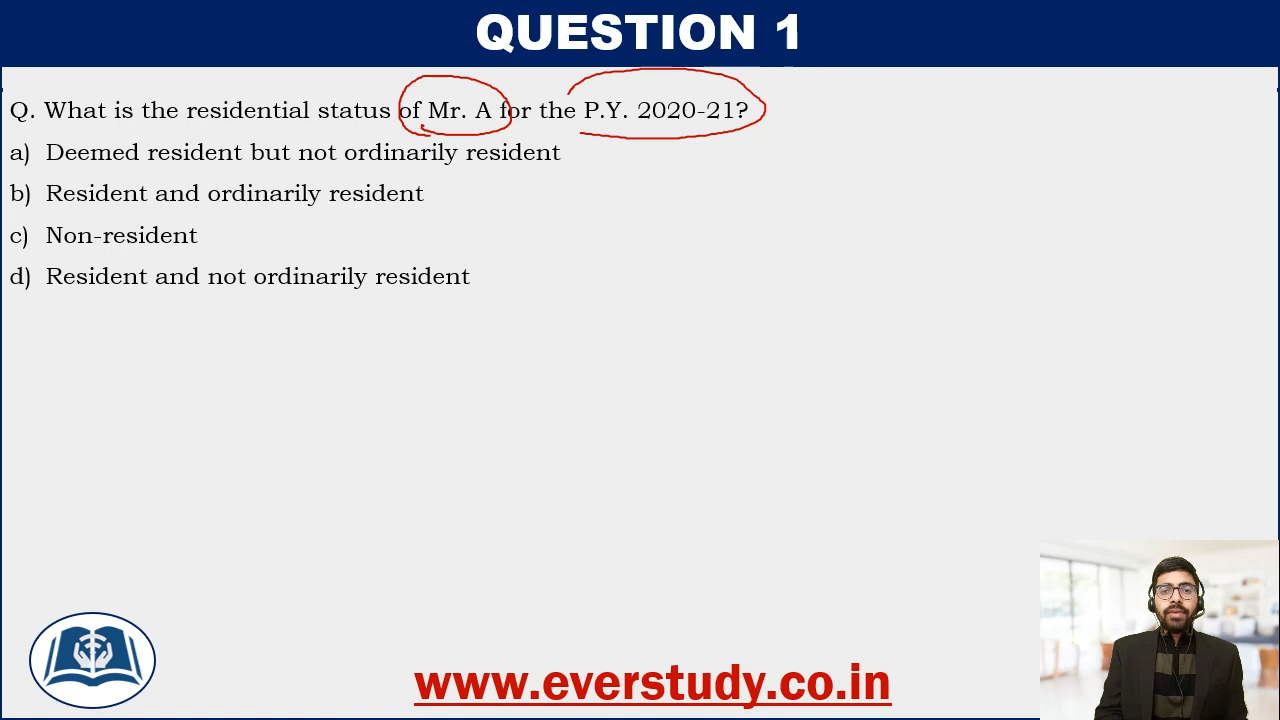 QUESTION 1
Q. What is the residential status of Mr. A for the P.Y. 2020-21?
a) Deemed resident but not ordinarily resident
b) Resident and ordinarily resident
c) Non-resident
d) Resident and not ordinarily resident
www.everstudy.co.in